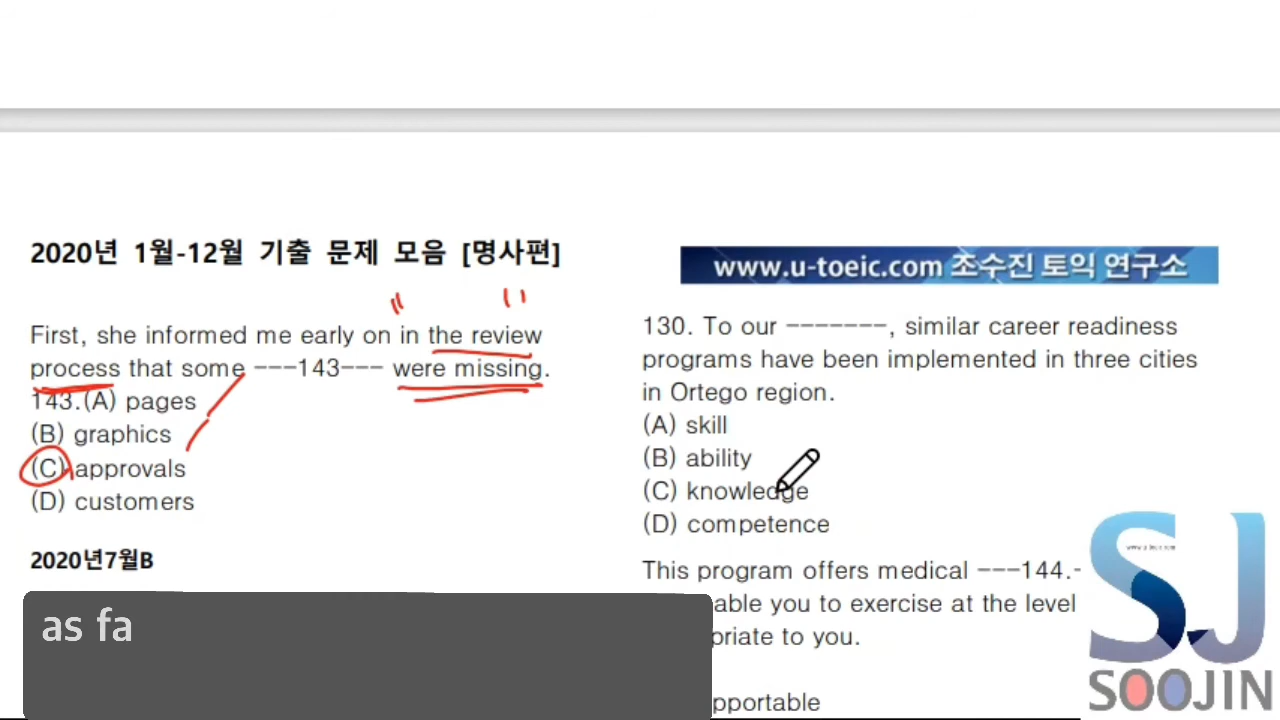 2020년 1월-12월 기출 문제 모음 [명사편]
First, she informed me early on in the review
process that some ---143--- were missing.
143.(A) pages
(B) graphics
(C) approvals
(D) customers
2020년7월B
as fa
www.u-toeic.com 조수진 토익 연구소
130. To our -------, similar career readiness
programs have been implemented in three cities
in Ortego region.
(A) skill
(B) ability
(C) knowledge
(D) competence
This program offers medical ---144.-
able you to exercise at the level
priate to you.
pportable
SJ
SOOJIN